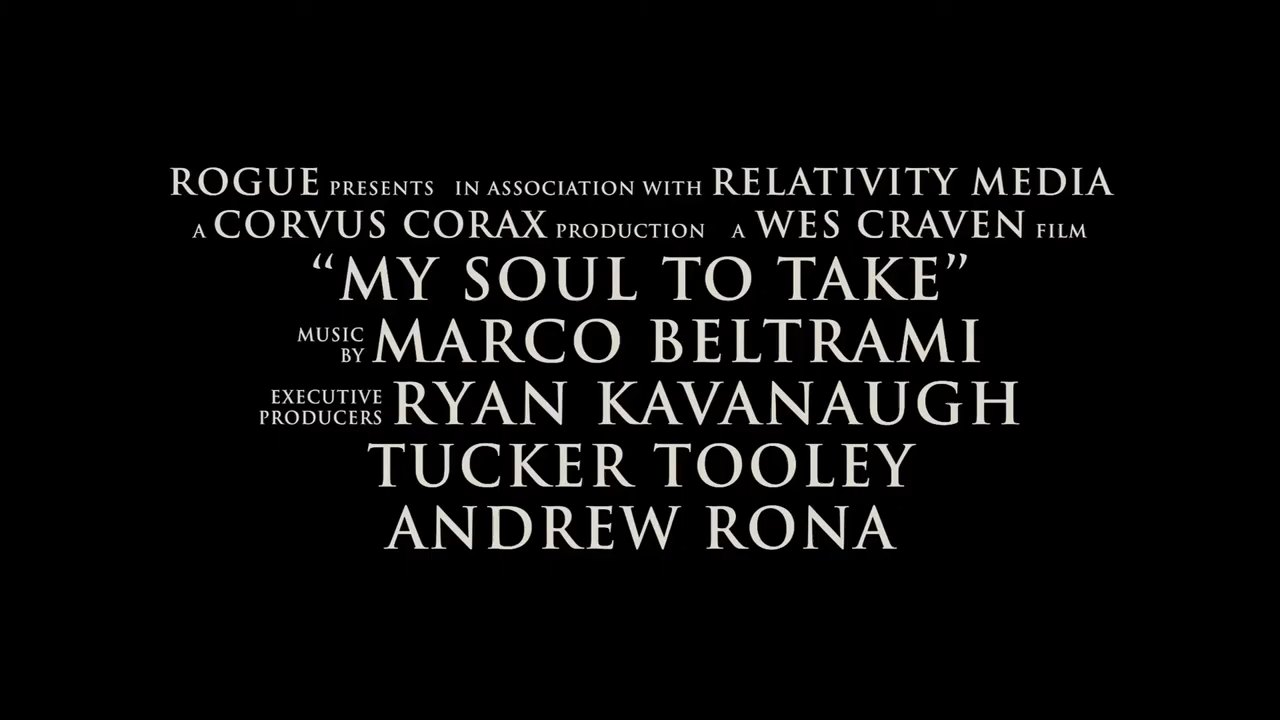 ROGUE PRESENTS IN ASSOCIATION WITH RELATIVITY MEDIA
A CORVUS CORAX PRODUCTION A WES CRAVEN FILM
“MY SOUL TO TAKE”
MUSIC BY MARCO BELTRAMI
EXECUTIVE PRODUCERS RYAN KAVANAUGH
TUCKER TOOLEY
ANDREW RONA